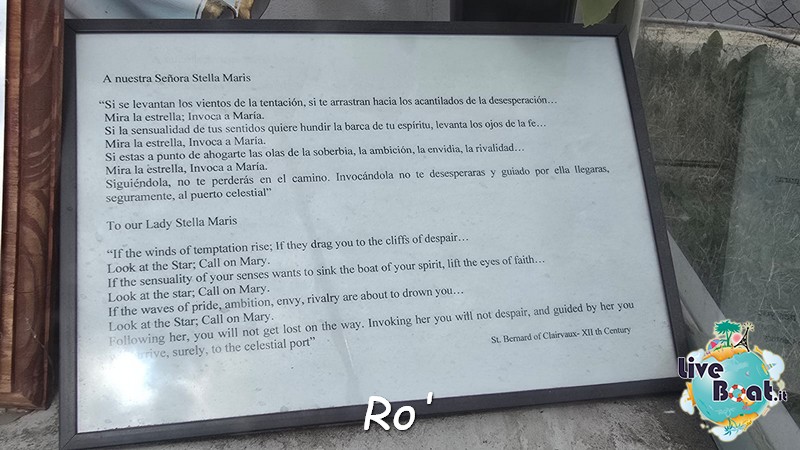 A nuestra Señora Stella Maris
“Si se levantan los vientos de la tentación, si te arrastran hacia los acantilados de la desesperación…
Mira la estrella; Invoca a María.
Si la sensualidad de tus sentidos quiere hundir la barca de tu espíritu, levanta los ojos de la fe…
Mira la estrella, Invoca a María.
Si estas a punto de ahogarte las olas de la soberbia, la ambición, la envidia, la rivalidad…
Mira la estrella, Invoca a María.
Siguiéndola, no te perderás en el camino. Invocándola no te desesperaras y guiado por ella llegaras,
seguramente, al puerto celestial”
To our Lady Stella Maris
“If the winds of temptation rise; If they drag you to the cliffs of despair…
Look at the Star; Call on Mary.
If the sensuality of your senses wants to sink the boat of your spirit, lift the eyes of faith…
Look at the star; Call on Mary.
If the waves of pride, ambition, envy, rivalry are about to drown you…
Look at the Star; Call on Mary.
Following her, you will not get lost on the way. Invoking her you will not despair, and guided by her you
arrive, surely, to the celestial port”
St. Bernard of Clairvaux- XII th Century
Ro'
Live Boat.it